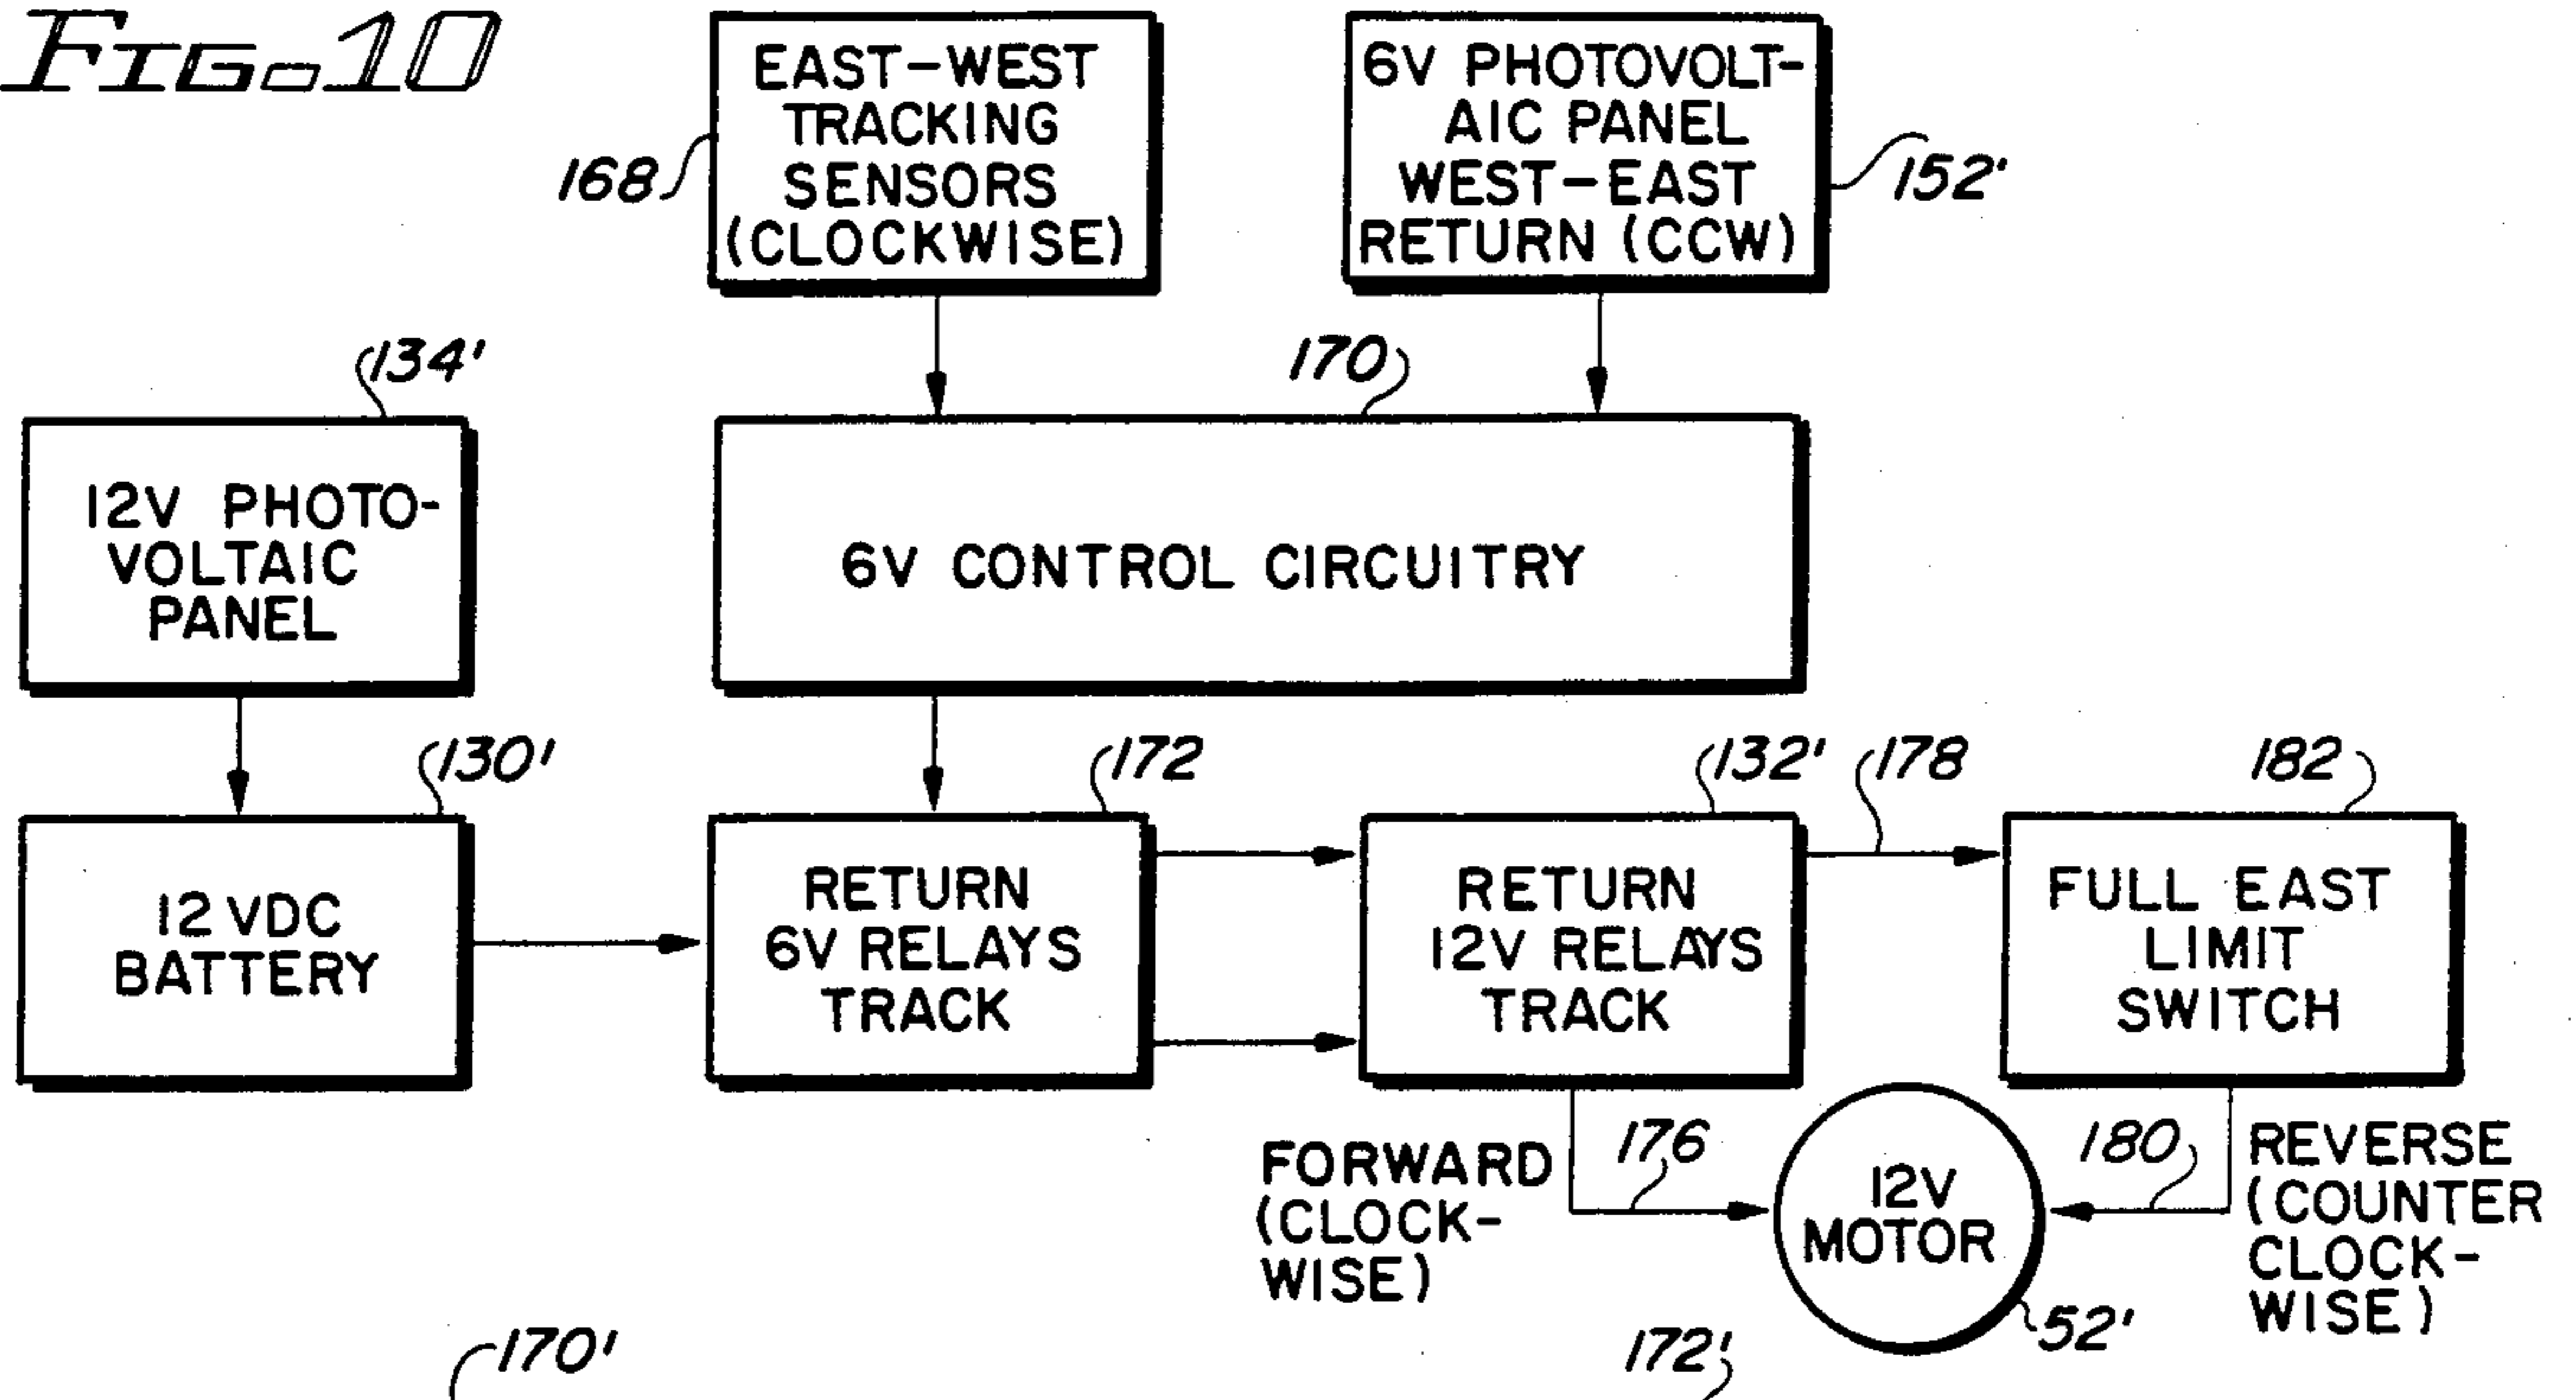 FIG. 10
EAST-WEST
TRACKING
SENSORS
(CLOCKWISE)
168
6V PHOTOVOLT-
AIC PANEL
WEST-EAST
RETURN (CCW)
152'
134'
12V PHOTO-
VOLTAIC
PANEL
170
6V CONTROL CIRCUITRY
130'
12 VDC
BATTERY
172
RETURN
6V RELAYS
TRACK
132'
RETURN
12V RELAYS
TRACK
178
182
FULL EAST
LIMIT
SWITCH
FORWARD
(CLOCK-
WISE)
176
12V
MOTOR
52'
180
REVERSE
(COUNTER
CLOCK-
WISE)
170'
172'